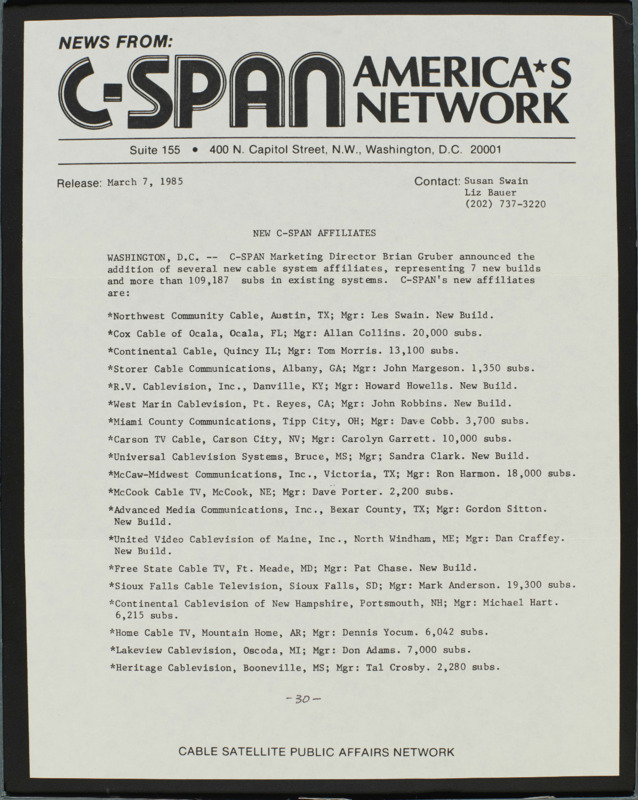 NEWS FROM:
C-SPAN AMERICA★S
NETWORK
Suite 155 • 400 N. Capitol Street, N.W., Washington, D.C. 20001
Release: March 7, 1985
Contact: Susan Swain
Liz Bauer
(202) 737-3220
NEW C-SPAN AFFILIATES
WASHINGTON, D.C. -- C-SPAN Marketing Director Brian Gruber announced the
addition of several new cable system affiliates, representing 7 new builds
and more than 109,187 subs in existing systems. C-SPAN's new affiliates
are:
*Northwest Community Cable, Austin, TX; Mgr: Les Swain. New Build.
*Cox Cable of Ocala, Ocala, FL; Mgr: Allan Collins. 20,000 subs.
*Continental Cable, Quincy IL; Mgr: Tom Morris. 13,100 subs.
*Storer Cable Communications, Albany, GA; Mgr: John Margeson. 1,350 subs.
*R.V. Cablevision, Inc., Danville, KY; Mgr: Howard Howells. New Build.
*West Marin Cablevision, Pt. Reyes, CA; Mgr: John Robbins. New Build.
*Miami County Communications, Tipp City, OH; Mgr: Dave Cobb. 3,700 subs.
*Carson TV Cable, Carson City, NV; Mgr: Carolyn Garrett. 10,000 subs.
*Universal Cablevision Systems, Bruce, MS; Mgr; Sandra Clark. New Build.
*McCaw-Midwest Communications, Inc., Victoria, TX; Mgr: Ron Harmon. 18,000 subs.
*McCook Cable TV, McCook, NE; Mgr: Dave Porter. 2,200 subs.
*Advanced Media Communications, Inc., Bexar County, TX; Mgr: Gordon Sitton.
New Build.
*United Video Cablevision of Maine, Inc., North Windham, ME; Mgr: Dan Craffey.
New Build.
*Free State Cable TV, Ft. Meade, MD; Mgr: Pat Chase. New Build.
*Sioux Falls Cable Television, Sioux Falls, SD; Mgr: Mark Anderson. 19,300 subs.
*Continental Cablevision of New Hampshire, Portsmouth, NH; Mgr: Michael Hart.
6,215 subs.
*Home Cable TV, Mountain Home, AR; Mgr: Dennis Yocum. 6,042 subs.
*Lakeview Cablevision, Oscoda, MI; Mgr: Don Adams. 7,000 subs.
*Heritage Cablevision, Booneville, MS; Mgr: Tal Crosby. 2,280 subs.
-30-
CABLE SATELLITE PUBLIC AFFAIRS NETWORK